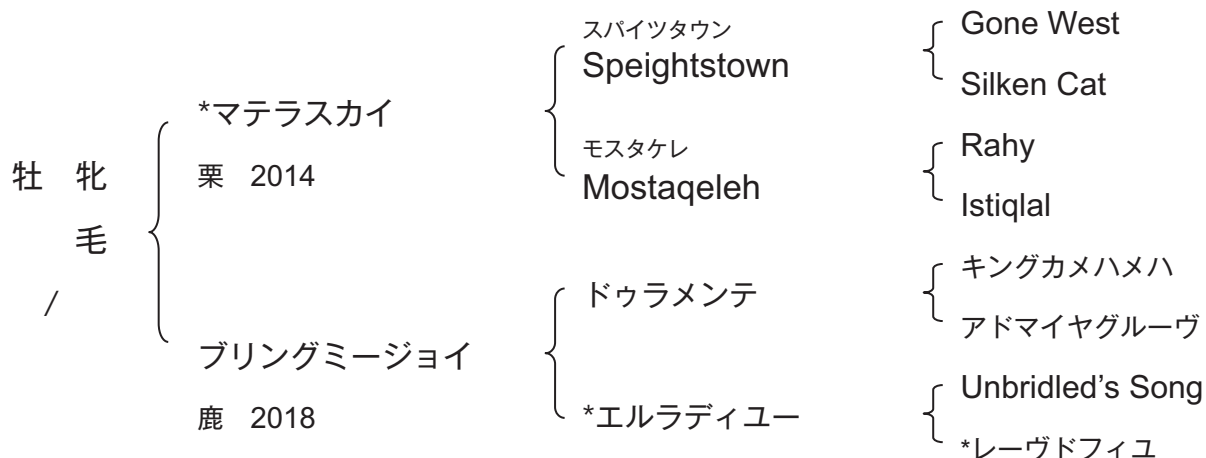 牡 牝
毛
/
*マテラスカイ
栗 2014
ブリングミージョイ
鹿 2018
スパイツタウン
Speightstown
モスタケレ
Mostaqeleh
ドゥラメンテ
*エルラディユー
Gone West
Silken Cat
Rahy
Istiqlal
キングカメハメハ
アドマイヤグルーヴ
Unbridled's Song
*レーヴドフィユ